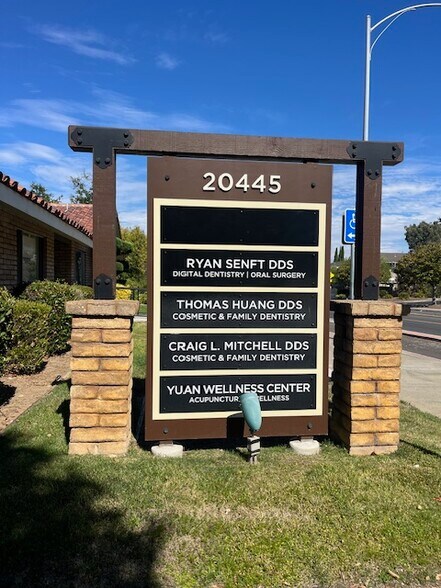 20445
RYAN SENFT DDS
DIGITAL DENTISTRY | ORAL SURGERY
THOMAS HUANG DDS
COSMETIC & FAMILY DENTISTRY
CRAIG L. MITCHELL DDS
COSMETIC & FAMILY DENTISTRY
YUAN WELLNESS CENTER
WELLNESS